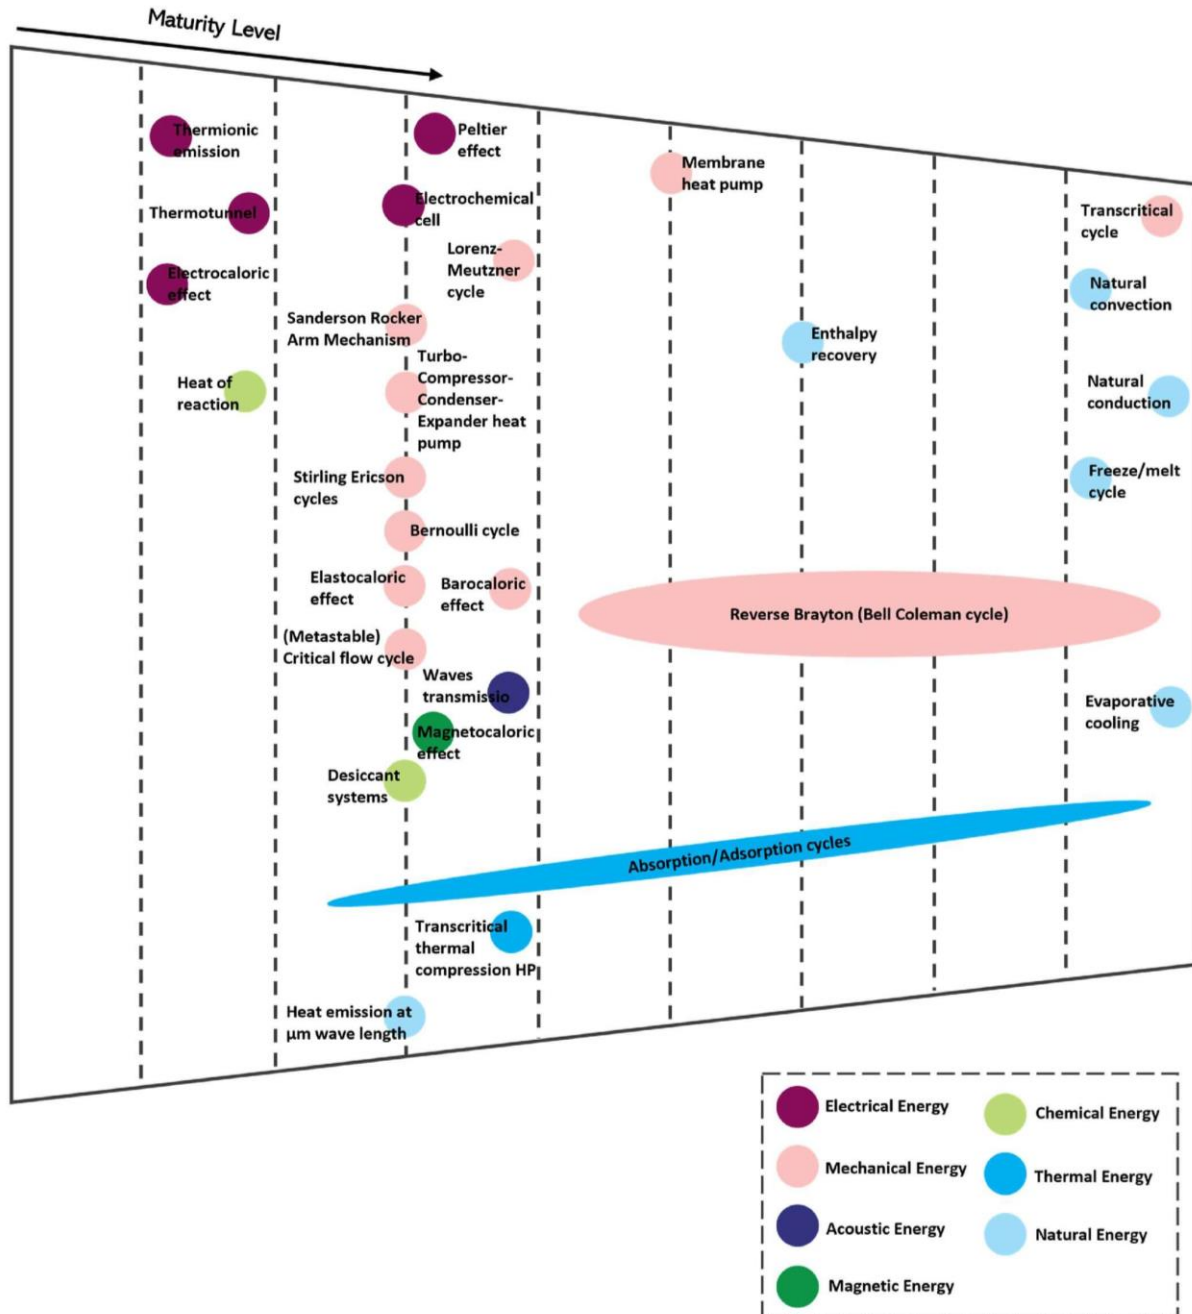 Maturity Level
Thermionic
emission
Peltier
effect
Membrane
heat pump
Thermotunnel
Electrochemical
cell
Transcritical
cycle
Lorenz-
Meutzner
cycle
Electrocaloric
effect
Natural
convection
Sanderson Rocker
Arm Mechanism
Enthalpy
recovery
Turbo-
Compressor-
Condenser-
Expander heat
pump
Heat of
reaction
Natural
conduction
Stirling Ericson
cycles
Freeze/melt
cycle
Bernoulli cycle
Elastocaloric
effect
Barocaloric
effect
Reverse Brayton (Bell Coleman cycle)
(Metastable)
Critical flow cycle
Waves
transmissio
Evaporative
cooling
Magnetocaloric
effect
Desiccant
systems
Absorption/Adsorption cycles
Transcritical
thermal
compression HP
Heat emission at
µm wave length
Electrical Energy
Chemical Energy
Mechanical Energy
Thermal Energy
Acoustic Energy
Natural Energy
Magnetic Energy